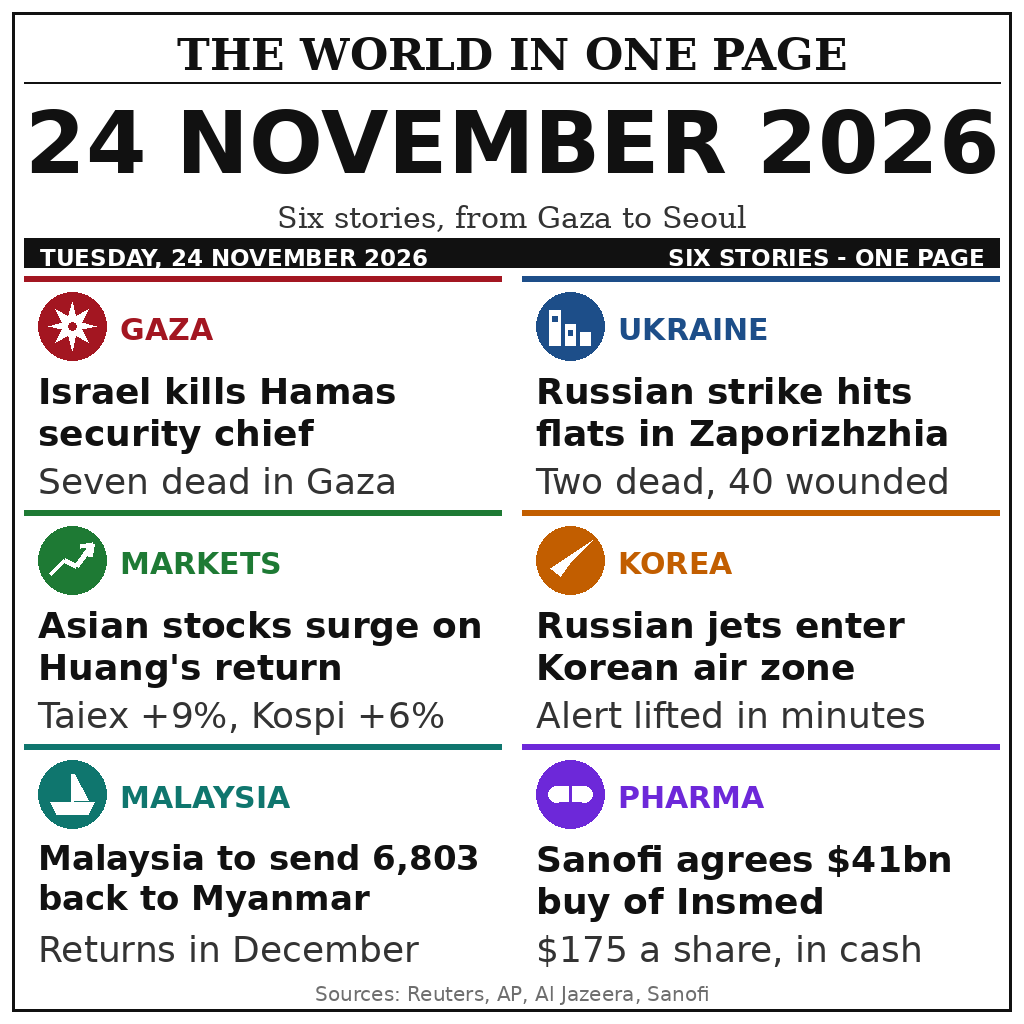 THE WORLD IN ONE PAGE
24 NOVEMBER 2026
Six stories, from Gaza to Seoul
TUESDAY, 24 NOVEMBER 2026
SIX STORIES - ONE PAGE
GAZA
Israel kills Hamas
security chief
Seven dead in Gaza
UKRAINE
Russian strike hits
flats in Zaporizhzhia
Two dead, 40 wounded
MARKETS
Asian stocks surge on
Huang's return
Taiex +9%, Kospi +6%
KOREA
Russian jets enter
Korean air zone
Alert lifted in minutes
MALAYSIA
Malaysia to send 6,803
back to Myanmar
Returns in December
PHARMA
Sanofi agrees $41bn
buy of Insmed
$175 a share, in cash
Sources: Reuters, AP, Al Jazeera, Sanofi